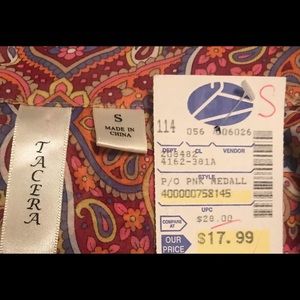 TACERA
S
MADE IN
CHINA
S
114 056 A06026
DEPT. CL VENDOR
4162-381A
STYLE
P/O PNK MEDALL
400000758145
UPC
COMPARE AT
$28.00
OUR PRICE
$17.99